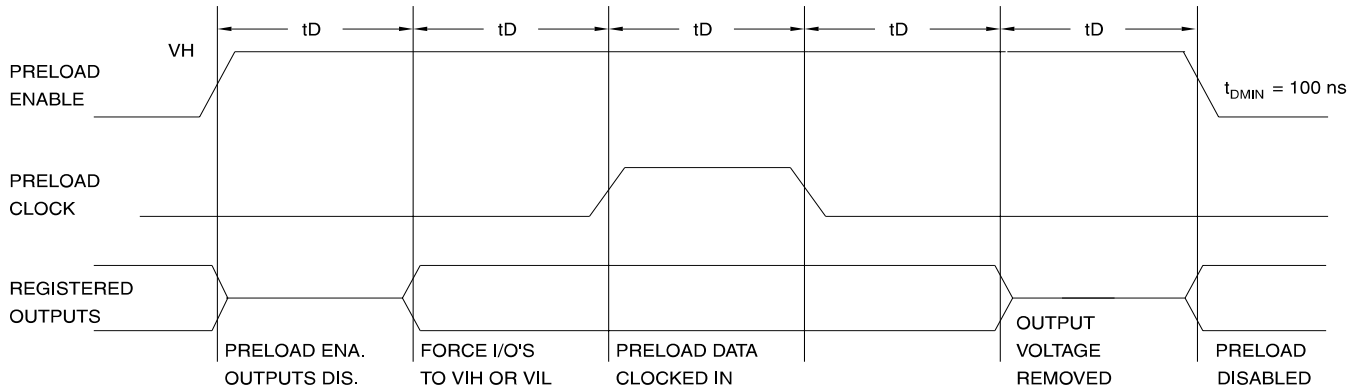 tD tD tD tD tD
VH
PRELOAD
ENABLE
tDMIN = 100 ns
PRELOAD
CLOCK
REGISTERED
OUTPUTS
PRELOAD ENA.
OUTPUTS DIS.
FORCE I/O'S
TO VIH OR VIL
PRELOAD DATA
CLOCKED IN
OUTPUT
VOLTAGE
REMOVED
PRELOAD
DISABLED